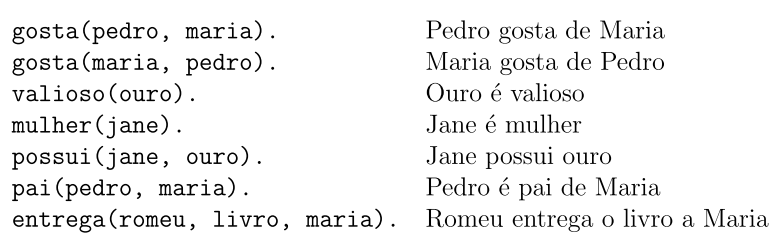 gosta(pedro, maria). Pedro gosta de Maria
gosta(maria, pedro). Maria gosta de Pedro
valioso(ouro). Ouro é valioso
mulher(jane). Jane é mulher
possui(jane, ouro). Jane possui ouro
pai(pedro, maria). Pedro é pai de Maria
entrega(romeu, livro, maria). Romeu entrega o livro a Maria